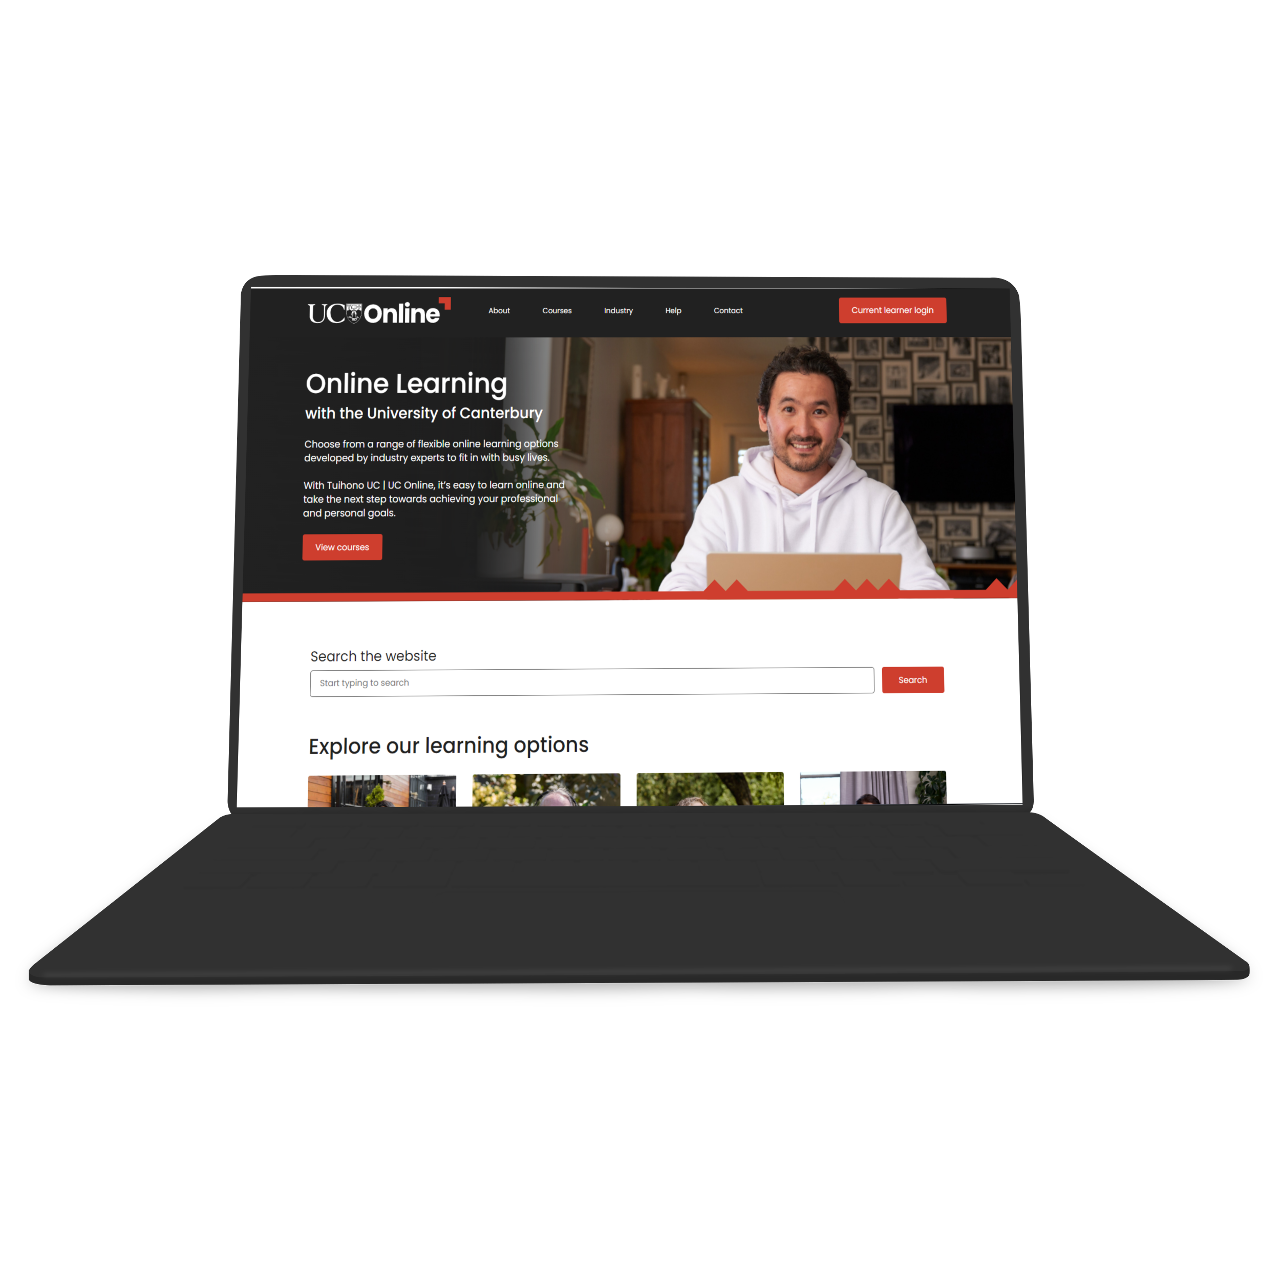 UC Online
About Courses Industry Help Contact
Current learner login
Online Learning
with the University of Canterbury
Choose from a range of flexible online learning options
developed by industry experts to fit in with busy lives.
With Tuihono UC | UC Online, it's easy to learn online and
take the next step towards achieving your professional
and personal goals.
View courses
Search the website
Start typing to search
Search
Explore our learning options